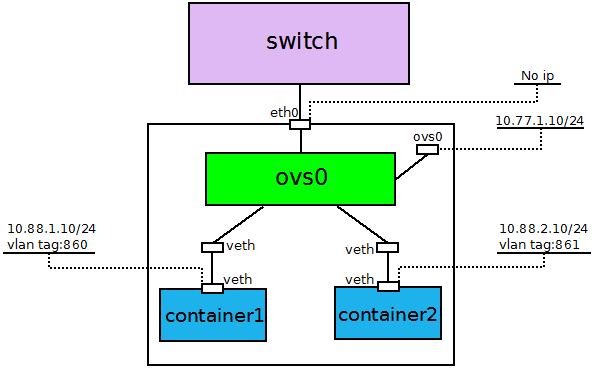 switch
No ip
eth0
10.77.1.10/24
ovs0
ovs0
10.88.1.10/24
vlan tag:860
10.88.2.10/24
vlan tag:861
veth
veth
veth
veth
container1
container2